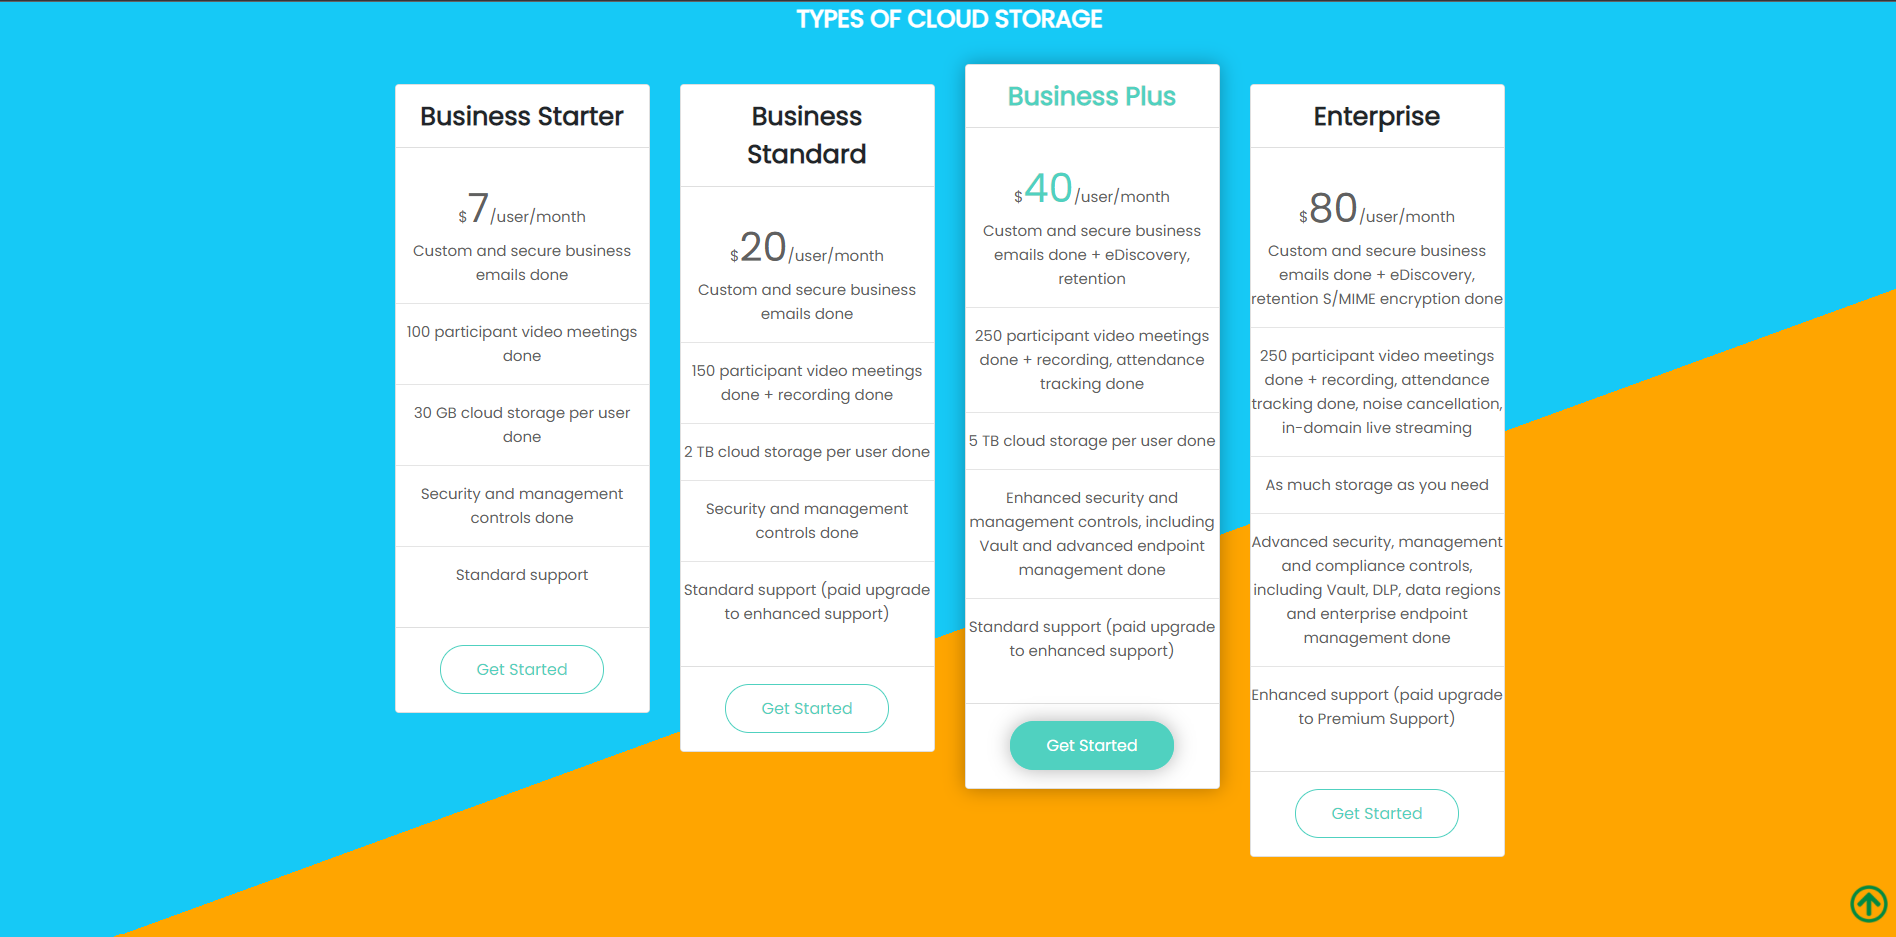 TYPES OF CLOUD STORAGE
Business Starter
$7/user/month
Custom and secure business
emails done
100 participant video meetings
done
30 GB cloud storage per user
done
Security and management
controls done
Standard support
Get Started
Business
Standard
$20/user/month
Custom and secure business
emails done
150 participant video meetings
done + recording done
2 TB cloud storage per user done
Security and management
controls done
Standard support (paid upgrade
to enhanced support)
Get Started
Business Plus
$40/user/month
Custom and secure business
emails done + eDiscovery,
retention
250 participant video meetings
done + recording, attendance
tracking done
5 TB cloud storage per user done
Enhanced security and
management controls, including
Vault and advanced endpoint
management done
Standard support (paid upgrade
to enhanced support)
Get Started
Enterprise
$80/user/month
Custom and secure business
emails done + eDiscovery,
retention S/MIME encryption done
250 participant video meetings
done + recording, attendance
tracking done, noise cancellation,
in-domain live streaming
As much storage as you need
Advanced security, management
and compliance controls,
including Vault, DLP, data regions
and enterprise endpoint
management done
Enhanced support (paid upgrade
to Premium Support)
Get Started